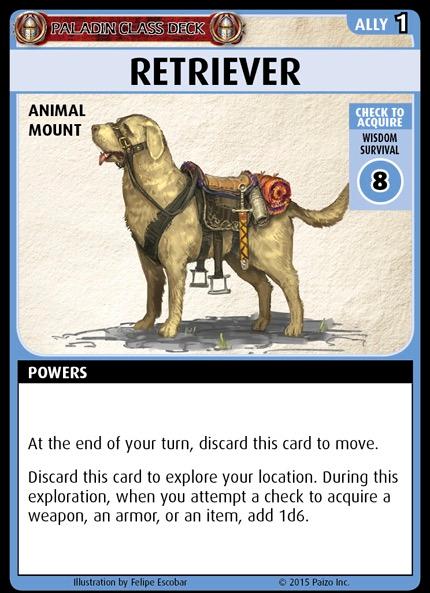 PALADIN CLASS DECK
ALLY 1
RETRIEVER
ANIMAL
MOUNT
CHECK TO
ACQUIRE
WISDOM
SURVIVAL
8
POWERS
At the end of your turn, discard this card to move.
Discard this card to explore your location. During this
exploration, when you attempt a check to acquire a
weapon, an armor, or an item, add 1d6.
Illustration by Felipe Escobar
© 2015 Paizo Inc.